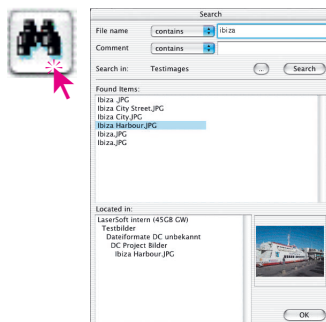 Search
File name contains ibiza
Comment contains
Search in: Testimages .. Search
Found Items:
Ibiza .JPG
Ibiza City Street.JPG
Ibiza City.JPG
Ibiza Harbour.JPG
Ibiza.JPG
Ibiza.JPG
Located in:
LaserSoft intern (45GB GW)
Testbilder
Dateiformate DC unbekannt
DC Project Bilder
Ibiza Harbour.JPG
OK